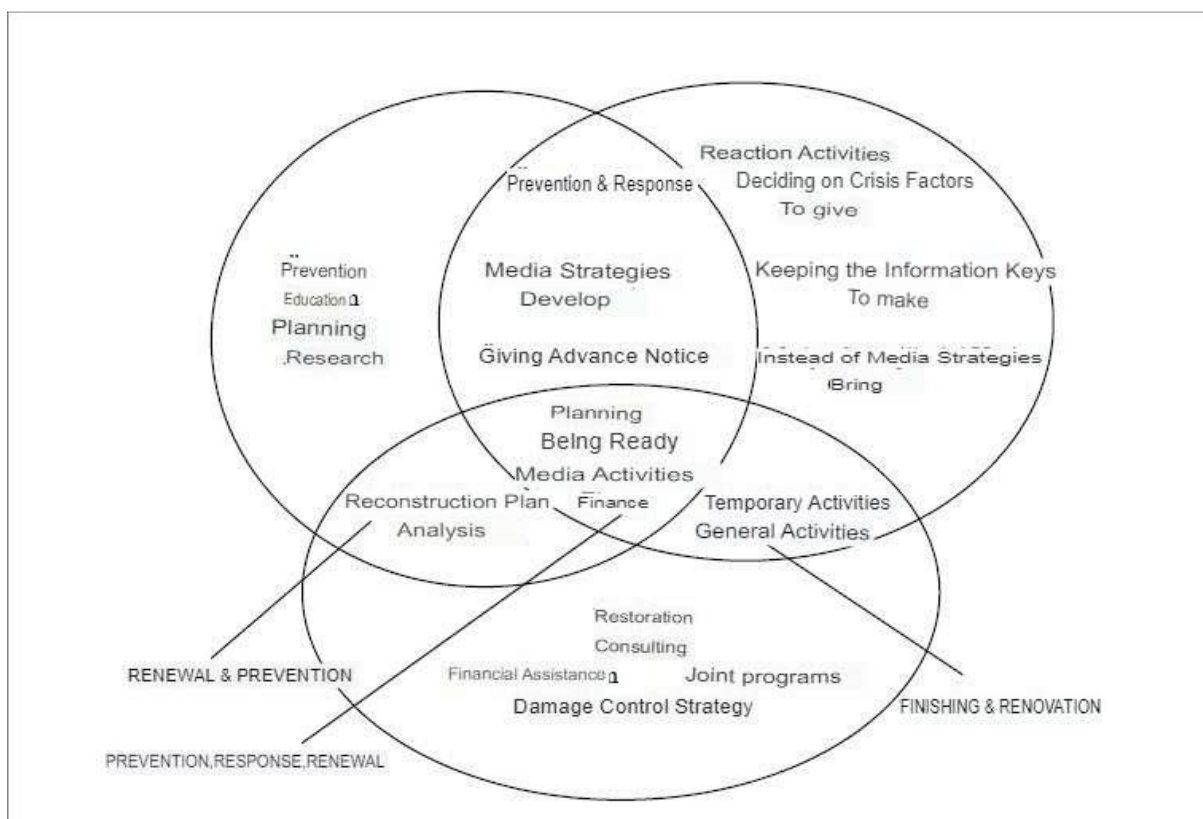 Reaction Activities
Deciding on Crisis Factors
To give
Prevention & Response
Prevention
Education
Planning
.Research
Media Strategies
Develop
Keeping the Information Keys
To make
Giving Advance Notice
Instead of Media Strategies
Bring
Planning
Being Ready
Media Activities
Finance
Reconstruction Plan
Analysis
Temporary Activities
General Activities
Restoration
Consulting
Financial Assistance
Joint programs
Damage Control Strategy
RENEWAL & PREVENTION
FINISHING & RENOVATION
PREVENTION,RESPONSE,RENEWAL